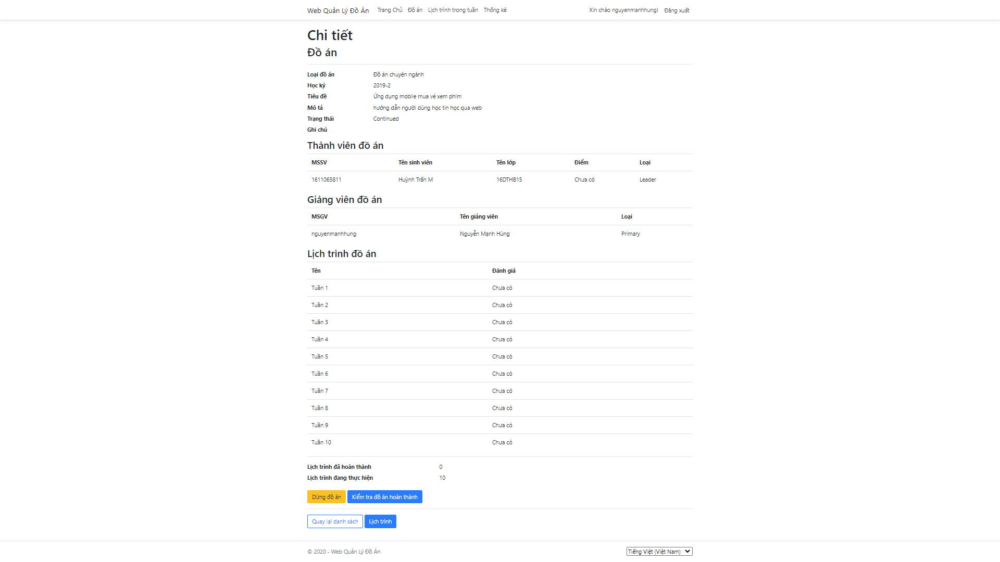 Web Quản Lý Đồ Án Trang Chủ Đồ án Lịch trình trong tuần Thống kê Xin chào nguyenmanhhung! Đăng xuất
Chi tiết
Đồ án
Loại đồ án Đồ án chuyên ngành
Học kỳ 2019-2
Tiêu đề Ứng dụng mobile mua vé xem phim
Mô tả hướng dẫn người dùng học tin học qua web
Trạng thái Continued
Ghi chú
Thành viên đồ án
MSSV Tên sinh viên Tên lớp Điểm Loại
1611065811 Huỳnh Trấn M 16DTHB15 Chưa có Leader
Giảng viên đồ án
MSGV Tên giảng viên Loại
nguyenmanhhung Nguyễn Mạnh Hùng Primary
Lịch trình đồ án
Tên Đánh giá
Tuần 1 Chưa có
Tuần 2 Chưa có
Tuần 3 Chưa có
Tuần 4 Chưa có
Tuần 5 Chưa có
Tuần 6 Chưa có
Tuần 7 Chưa có
Tuần 8 Chưa có
Tuần 9 Chưa có
Tuần 10 Chưa có
Lịch trình đã hoàn thành 0
Lịch trình đang thực hiện 10
Dừng đồ án Kiểm tra đồ án hoàn thành
Quay lại danh sách Lịch trình
© 2020 - Web Quản Lý Đồ Án Tiếng Việt (Việt Nam)